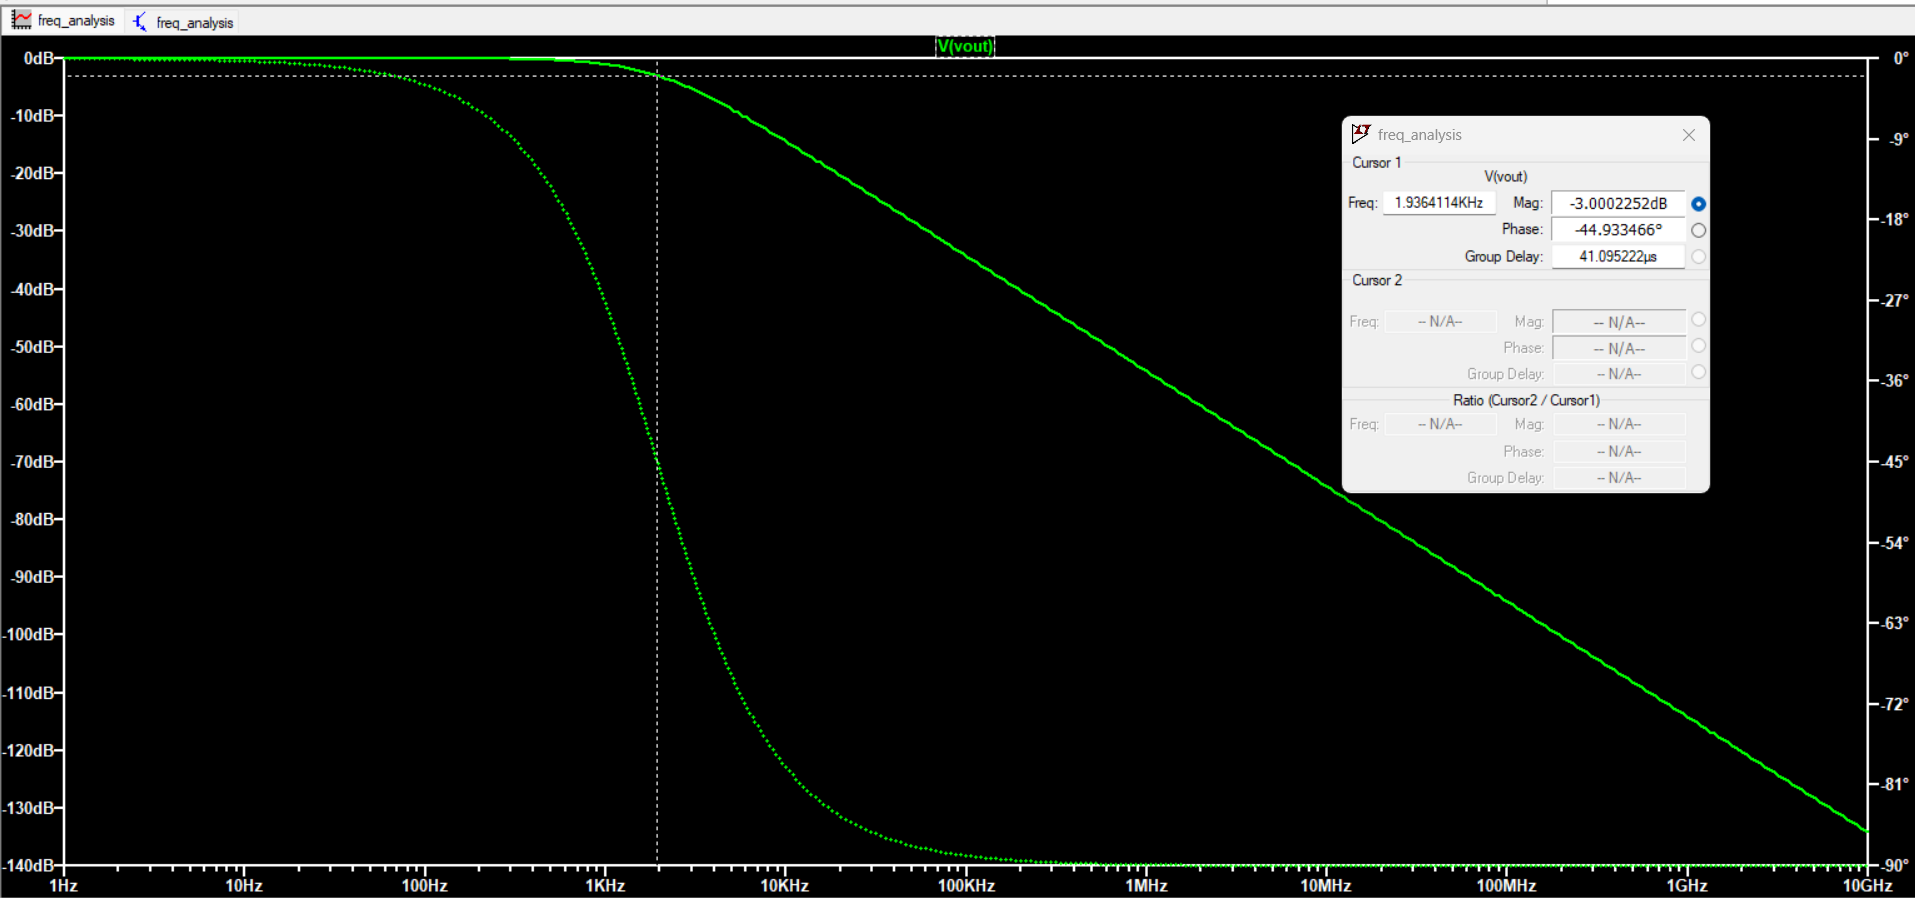 freq_analysis freq_analysis
V(vout)
0dB 0°
-10dB
-9°
-20dB
-18°
-30dB
-40dB
-27°
-50dB
-36°
-60dB
-70dB -45°
-80dB
-54°
-90dB
-100dB
-63°
-110dB
-72°
-120dB
-81°
-130dB
-140dB -90°
1Hz 10Hz 100Hz 1KHz 10KHz 100KHz 1MHz 10MHz 100MHz 1GHz 10GHz
freq_analysis
Cursor 1
V(vout)
Freq: 1.9364114KHz Mag: -3.0002252dB
Phase: -44.933466°
Group Delay: 41.095222µs
Cursor 2
Freq: -- N/A-- Mag: -- N/A--
Phase: -- N/A--
Group Delay: -- N/A--
Ratio (Cursor2 / Cursor1)
Freq: -- N/A-- Mag: -- N/A--
Phase: -- N/A--
Group Delay: -- N/A--